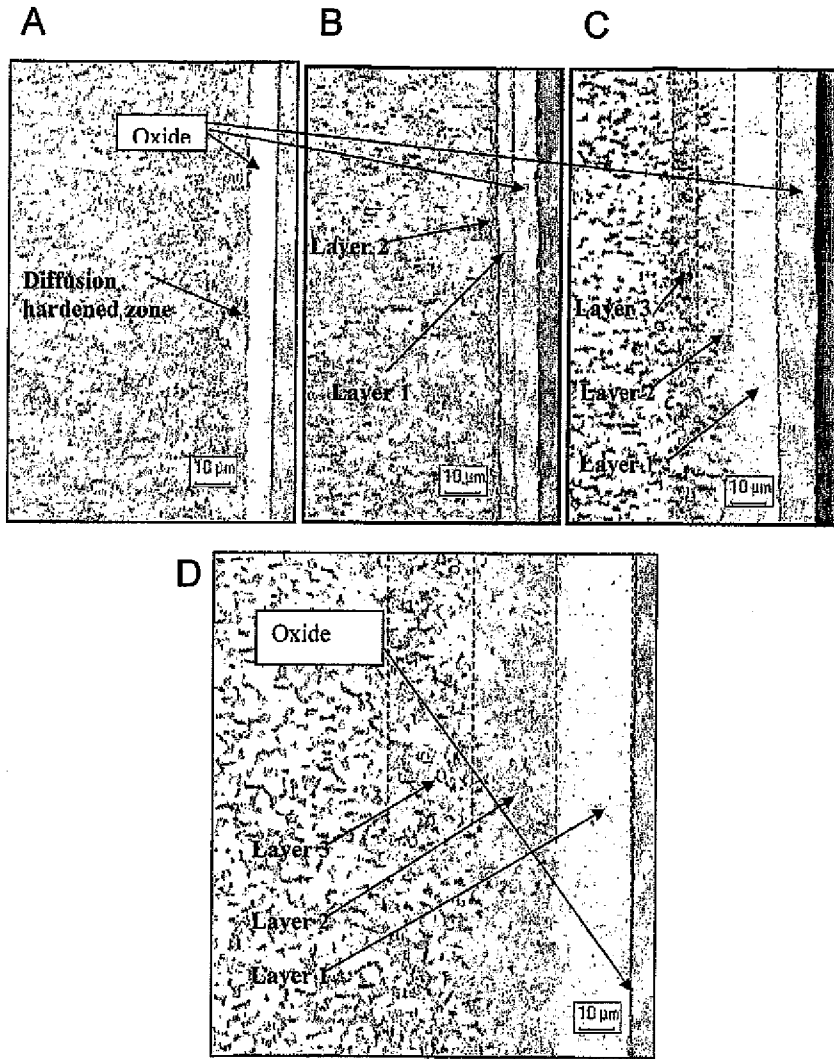 A
B
C
Oxide
Layer 2
Diffusion
hardened zone
Layer 1
Layer 3
Layer 2
Layer 1
10 µm
10 µm
10 µm
D
Oxide
Layer 3
Layer 2
Layer 1
10 µm